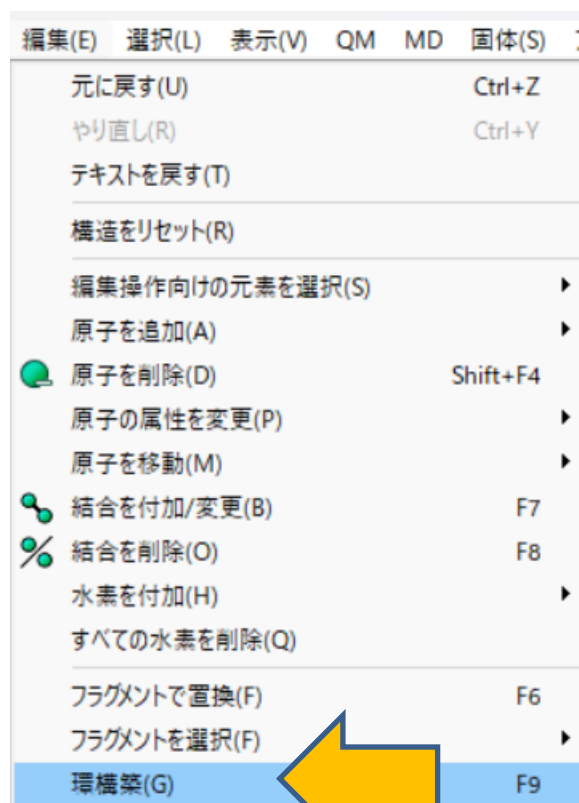 編集(E) 選択(L) 表示(V) QM MD 固体(S)
元に戻す(U) Ctrl+Z
やり直し(R) Ctrl+Y
テキストを戻す(T)
構造をリセット(R)
編集操作向けの元素を選択(S)
原子を追加(A)
原子を削除(D) Shift+F4
原子の属性を変更(P)
原子を移動(M)
結合を付加/変更(B) F7
結合を削除(O) F8
水素を付加(H)
すべての水素を削除(Q)
フラグメントで置換(F) F6
フラグメントを選択(F)
環構築(G) F9